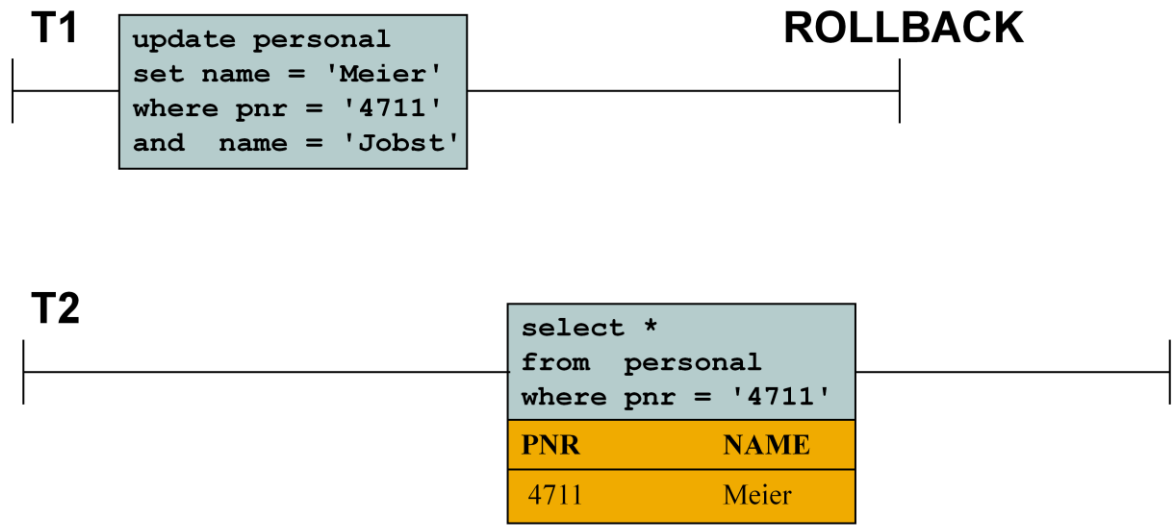 T1
ROLLBACK
update personal
set name = 'Meier'
where pnr = '4711'
and  name = 'Jobst'
T2
select *
from  personal
where pnr = '4711'
PNR NAME
4711 Meier